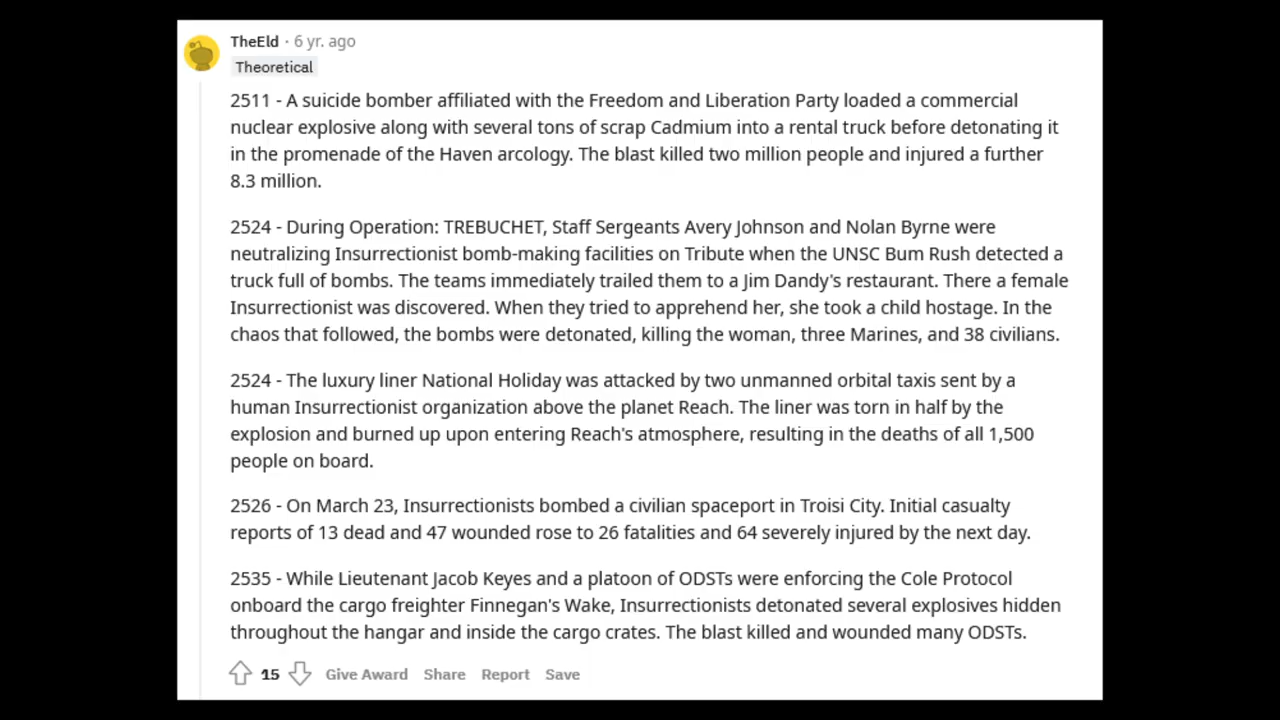 TheEld · 6 yr. ago
Theoretical
2511 - A suicide bomber affiliated with the Freedom and Liberation Party loaded a commercial
nuclear explosive along with several tons of scrap Cadmium into a rental truck before detonating it
in the promenade of the Haven arcology. The blast killed two million people and injured a further
8.3 million.
2524 - During Operation: TREBUCHET, Staff Sergeants Avery Johnson and Nolan Byrne were
neutralizing Insurrectionist bomb-making facilities on Tribute when the UNSC Bum Rush detected a
truck full of bombs. The teams immediately trailed them to a Jim Dandy's restaurant. There a female
Insurrectionist was discovered. When they tried to apprehend her, she took a child hostage. In the
chaos that followed, the bombs were detonated, killing the woman, three Marines, and 38 civilians.
2524 - The luxury liner National Holiday was attacked by two unmanned orbital taxis sent by a
human Insurrectionist organization above the planet Reach. The liner was torn in half by the
explosion and burned up upon entering Reach's atmosphere, resulting in the deaths of all 1,500
people on board.
2526 - On March 23, Insurrectionists bombed a civilian spaceport in Troisi City. Initial casualty
reports of 13 dead and 47 wounded rose to 26 fatalities and 64 severely injured by the next day.
2535 - While Lieutenant Jacob Keyes and a platoon of ODSTs were enforcing the Cole Protocol
onboard the cargo freighter Finnegan's Wake, Insurrectionists detonated several explosives hidden
throughout the hangar and inside the cargo crates. The blast killed and wounded many ODSTs.
15 Give Award Share Report Save